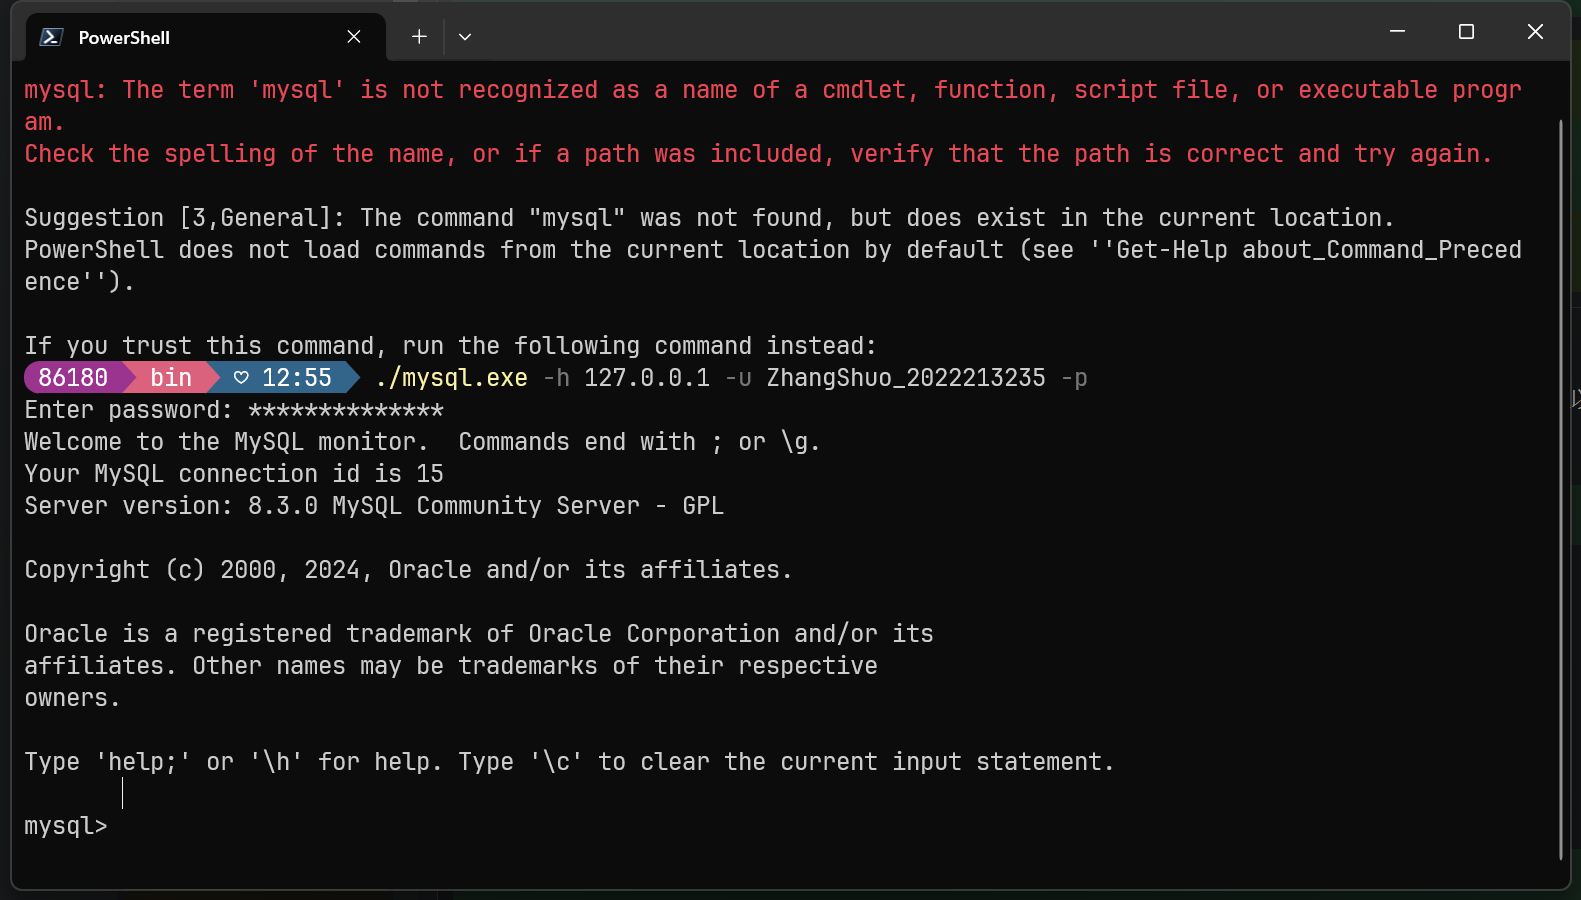 PowerShell
mysql: The term 'mysql' is not recognized as a name of a cmdlet, function, script file, or executable progr
am.
Check the spelling of the name, or if a path was included, verify that the path is correct and try again.
Suggestion [3,General]: The command "mysql" was not found, but does exist in the current location.
PowerShell does not load commands from the current location by default (see ''Get-Help about_Command_Preced
ence'').
If you trust this command, run the following command instead:
86180 bin ♡ 12:55 ./mysql.exe -h 127.0.0.1 -u ZhangShuo_2022213235 -p
Enter password: **************
Welcome to the MySQL monitor.  Commands end with ; or \g.
Your MySQL connection id is 15
Server version: 8.3.0 MySQL Community Server - GPL
Copyright (c) 2000, 2024, Oracle and/or its affiliates.
Oracle is a registered trademark of Oracle Corporation and/or its
affiliates. Other names may be trademarks of their respective
owners.
Type 'help;' or '\h' for help. Type '\c' to clear the current input statement.
mysql>